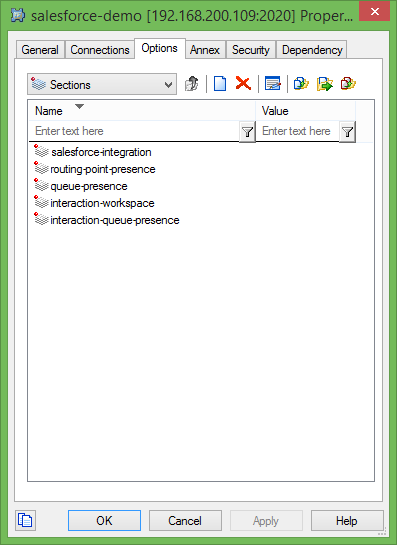 salesforce-demo [192.168.200.109:2020] Proper...
General Connections Options Annex Security Dependency
Sections
Name Value
Enter text here Enter text here
salesforce-integration
routing-point-presence
queue-presence
interaction-workspace
interaction-queue-presence
OK Cancel Apply Help